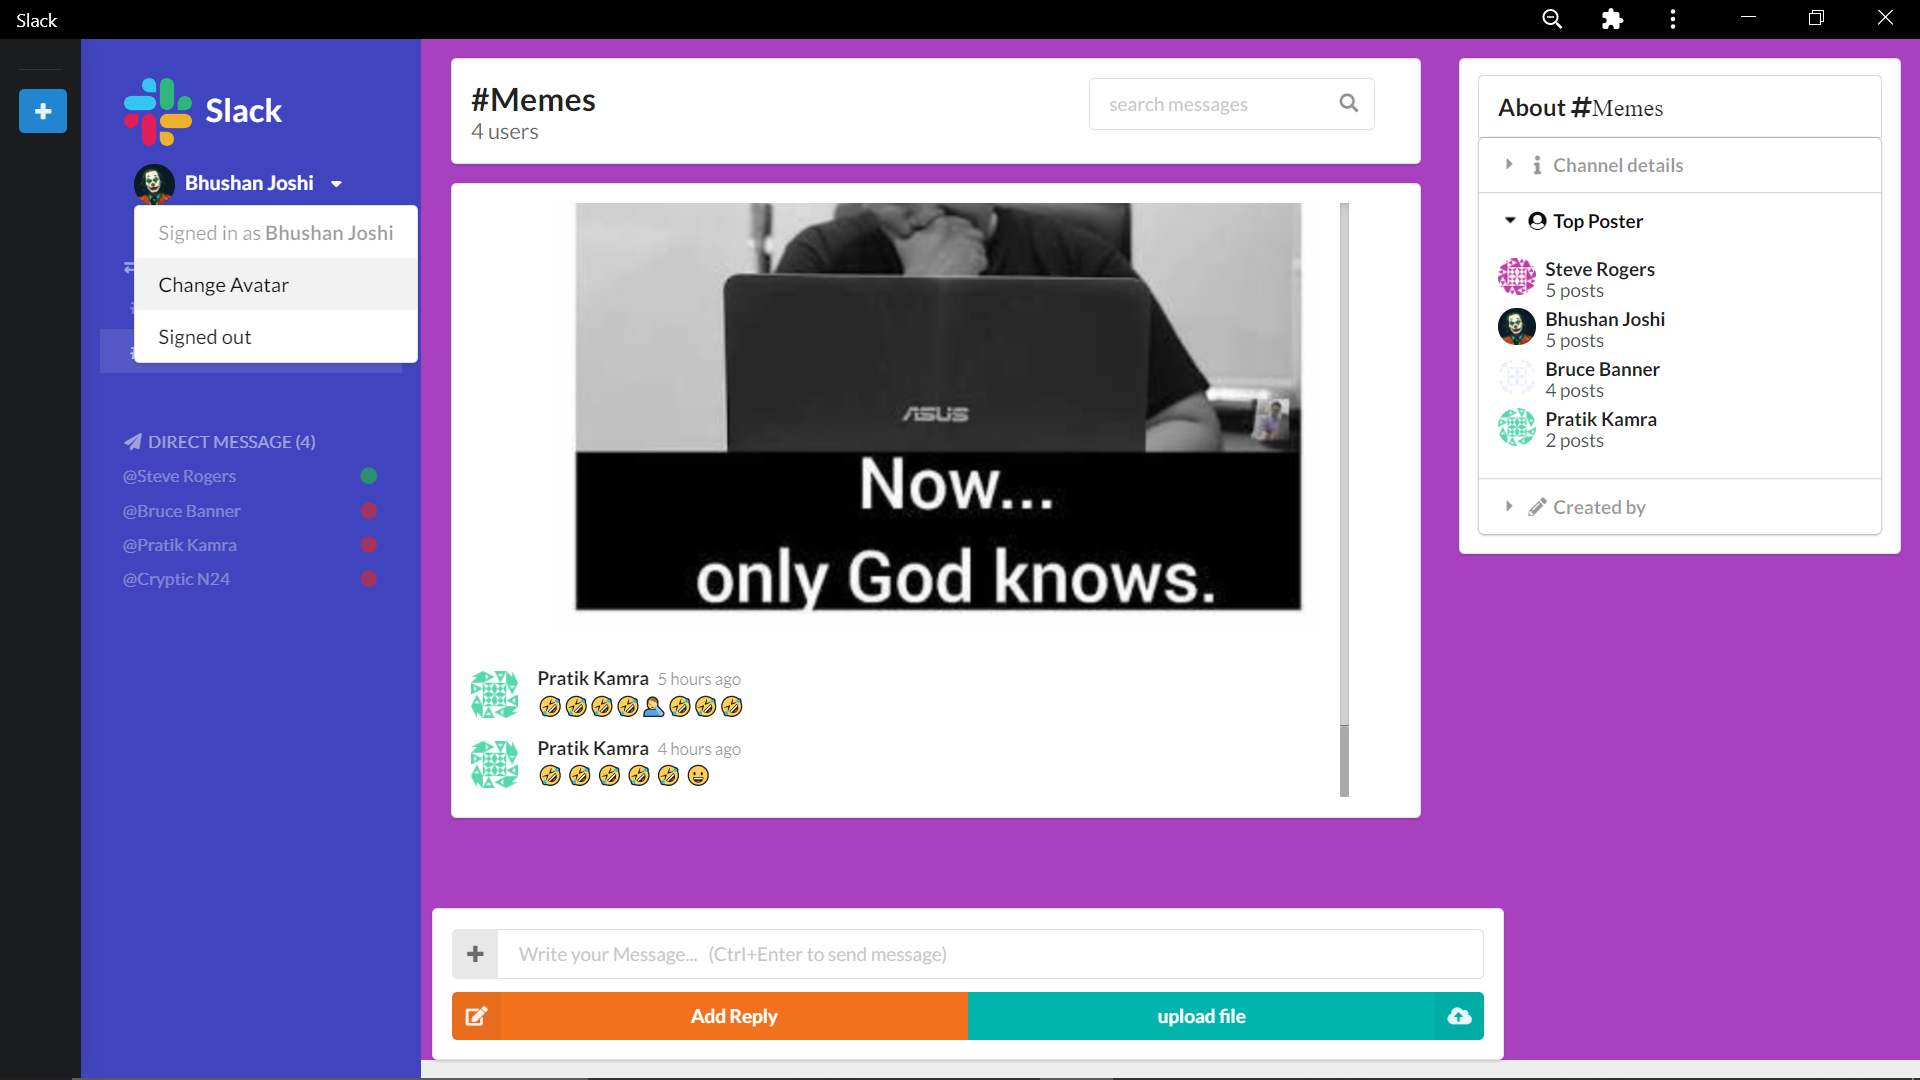 Slack
Slack
Bhushan Joshi
Signed in as Bhushan Joshi
Change Avatar
Signed out
DIRECT MESSAGE (4)
@Steve Rogers
@Bruce Banner
@Pratik Kamra
@Cryptic N24
#Memes
4 users
search messages
ASUS
Now...
only God knows.
Pratik Kamra 5 hours ago
🤣🤣🤣🤣🤦‍♂️🤣🤣🤣
Pratik Kamra 4 hours ago
🤣 🤣 🤣 🤣 🤣 😀
Write your Message... (Ctrl+Enter to send message)
Add Reply
upload file
About #Memes
Channel details
Top Poster
Steve Rogers
5 posts
Bhushan Joshi
5 posts
Bruce Banner
4 posts
Pratik Kamra
2 posts
Created by